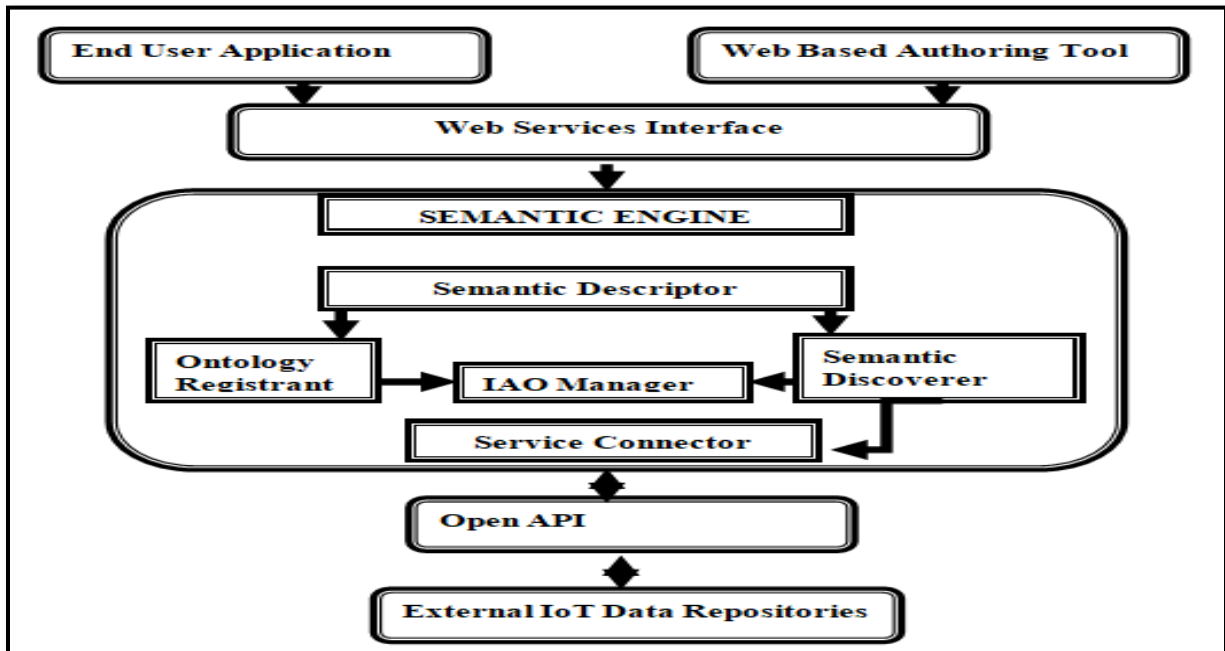 End User Application
Web Based Authoring Tool
Web Services Interface
SEMANTIC ENGINE
Semantic Descriptor
Ontology
Registrant
IAO Manager
Semantic
Discoverer
Service Connector
Open API
External IoT Data Repositories